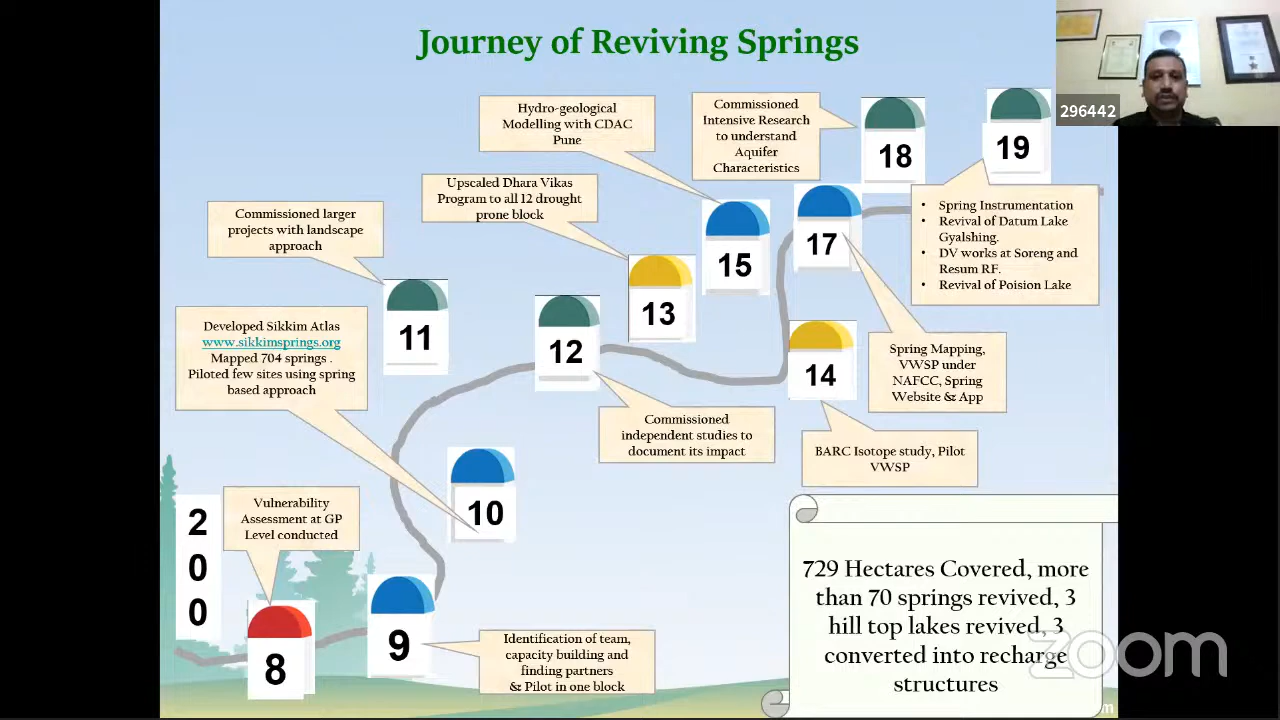 Journey of Reviving Springs
296442
Hydro-geological
Modelling with CDAC
Pune
Commissioned
Intensive Research
to understand
Aquifer
Characteristics
18
19
Upscaled Dhara Vikas
Program to all 12 drought
prone block
15
17
• Spring Instrumentation
• Revival of Datum Lake
Gyalshing.
• DV works at Soreng and
Resum RF.
• Revival of Poision Lake
Commissioned larger
projects with landscape
approach
11
13
12
14
Developed Sikkim Atlas
www.sikkimsprings.org
Mapped 704 springs .
Piloted few sites using spring
based approach
Spring Mapping,
VWSP under
NAFCC, Spring
Website & App
Commissioned
independent studies to
document its impact
BARC Isotope study, Pilot
VWSP
10
2
0
0
Vulnerability
Assessment at GP
Level conducted
8
9
Identification of team,
capacity building and
finding partners
& Pilot in one block
729 Hectares Covered, more
than 70 springs revived, 3
hill top lakes revived, 3
converted into recharge
structures
zoom